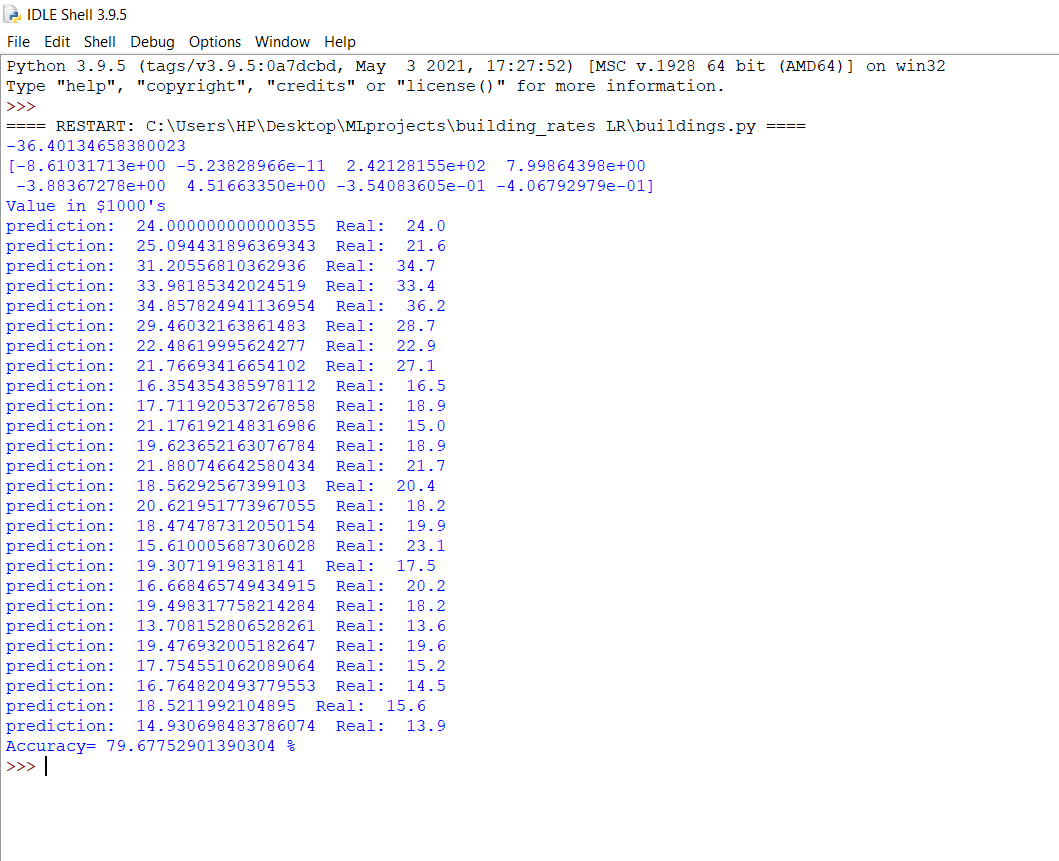 IDLE Shell 3.9.5
File Edit Shell Debug Options Window Help
Python 3.9.5 (tags/v3.9.5:0a7dcbd, May  3 2021, 17:27:52) [MSC v.1928 64 bit (AMD64)] on win32
Type "help", "copyright", "credits" or "license()" for more information.
>>>
==== RESTART: C:\Users\HP\Desktop\MLprojects\building_rates LR\buildings.py ====
-36.40134658380023
[-8.61031713e+00 -5.23828966e-11  2.42128155e+02  7.99864398e+00
 -3.88367278e+00  4.51663350e+00 -3.54083605e-01 -4.06792979e-01]
Value in $1000's
prediction:  24.000000000000355  Real:  24.0
prediction:  25.094431896369343  Real:  21.6
prediction:  31.20556810362936  Real:  34.7
prediction:  33.98185342024519  Real:  33.4
prediction:  34.857824941136954  Real:  36.2
prediction:  29.46032163861483  Real:  28.7
prediction:  22.48619995624277  Real:  22.9
prediction:  21.76693416654102  Real:  27.1
prediction:  16.354354385978112  Real:  16.5
prediction:  17.711920537267858  Real:  18.9
prediction:  21.176192148316986  Real:  15.0
prediction:  19.623652163076784  Real:  18.9
prediction:  21.880746642580434  Real:  21.7
prediction:  18.56292567399103  Real:  20.4
prediction:  20.621951773967055  Real:  18.2
prediction:  18.474787312050154  Real:  19.9
prediction:  15.610005687306028  Real:  23.1
prediction:  19.30719198318141  Real:  17.5
prediction:  16.668465749434915  Real:  20.2
prediction:  19.498317758214284  Real:  18.2
prediction:  13.708152806528261  Real:  13.6
prediction:  19.476932005182647  Real:  19.6
prediction:  17.754551062089064  Real:  15.2
prediction:  16.764820493779553  Real:  14.5
prediction:  18.5211992104895  Real:  15.6
prediction:  14.930698483786074  Real:  13.9
Accuracy= 79.67752901390304 %
>>>